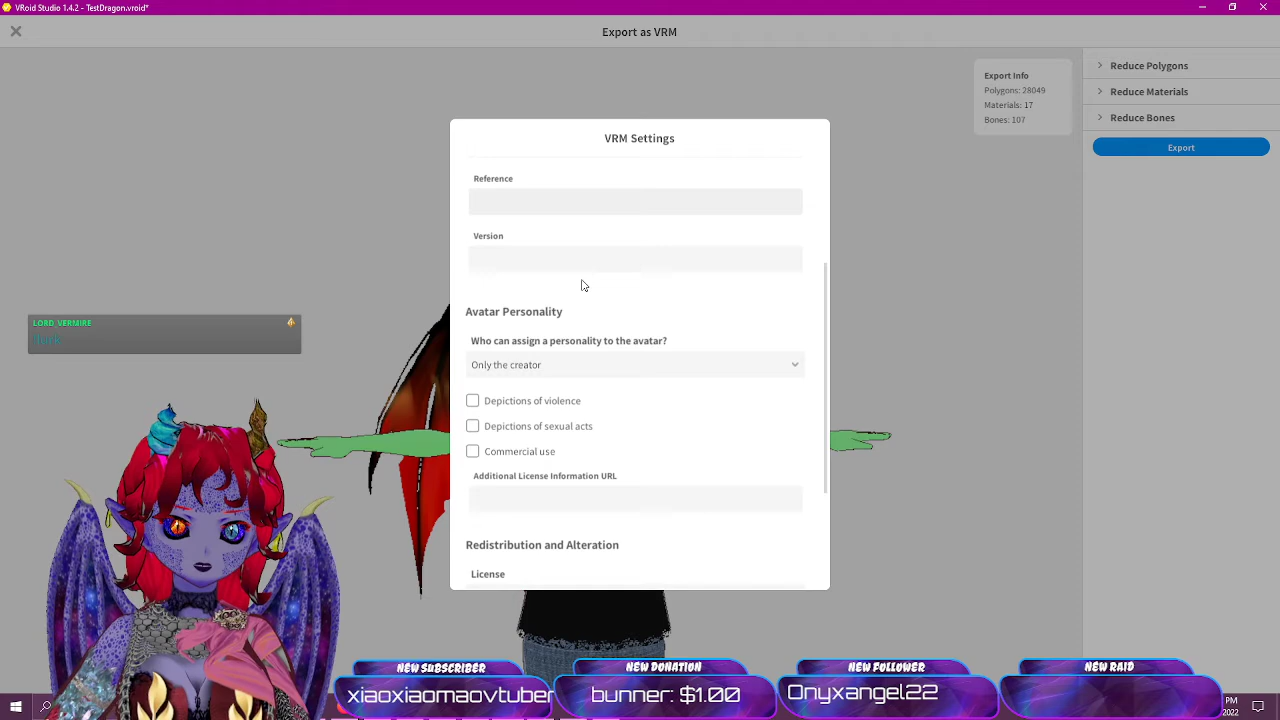 VRoid Studio 1.4.2 - TestDragon.vroid*
Export as VRM
Export Info
Polygons: 28049
Materials: 17
Bones: 107
Reduce Polygons
Reduce Materials
Reduce Bones
Export
VRM Settings
Reference
Version
Avatar Personality
Who can assign a personality to the avatar?
Only the creator
Depictions of violence
Depictions of sexual acts
Commercial use
Additional License Information URL
Redistribution and Alteration
License
LORD_VERMIRE
NEW SUBSCRIBER
xiaoxiaomaovtuber
NEW DONATION
bunner: $1.00
NEW FOLLOWER
Onyxangel22
NEW RAID
PM